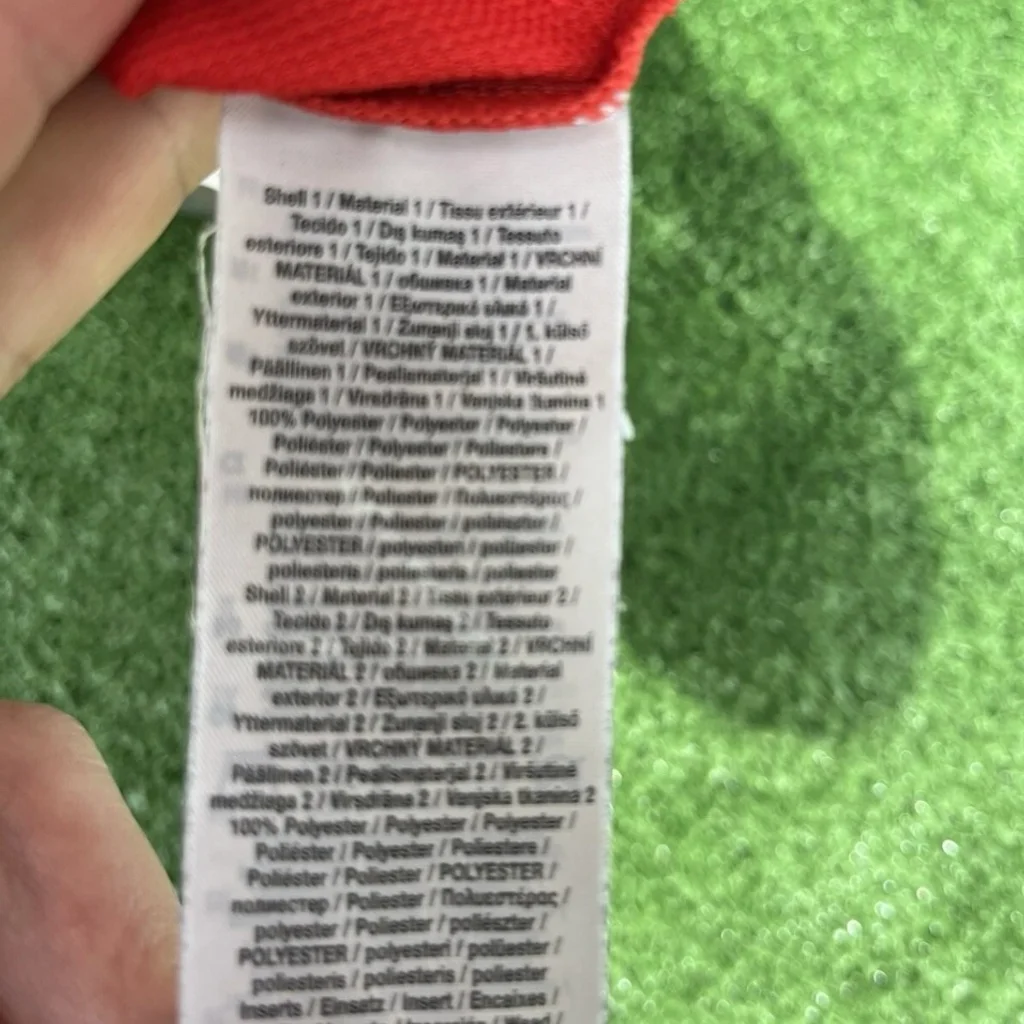 Shell 1 / Material 1 / Tissu extérieur 1 /
Tecido 1 / Dış kumaş 1 / Tessuto
esteriore 1 / Tejido 1 / Material 1 / VRCHNÍ
MATERIÁL 1 / обшивка 1 / Material
exterior 1 / Εξωτερικό υλικό 1 /
Yttermaterial 1 / Zunanji sloj 1 / 1. külső
szövet / VRCHNÝ MATERIÁL 1 /
Päällinen 1 / Pealismaterjal 1 / Viršutinė
medžiaga 1 / Virsdrāna 1 / Vanjska tkanina 1
100% Polyester / Polyester / Polyester /
Poliéster / Polyester / Poliestere /
Poliéster / Poliester / POLYESTER /
полиестер / Poliester / Πολυεστέρας /
polyester / Poliester / poliészter /
POLYESTER / polyesteri / polüester /
poliesteris / poliesteris / poliester
Shell 2 / Material 2 / Tissu extérieur 2 /
Tecido 2 / Dış kumaş 2 / Tessuto
esteriore 2 / Tejido 2 / Material 2 / VRCHNÍ
MATERIÁL 2 / обшивка 2 / Material
exterior 2 / Εξωτερικό υλικό 2 /
Yttermaterial 2 / Zunanji sloj 2 / 2. külső
szövet / VRCHNÝ MATERIÁL 2 /
Päällinen 2 / Pealismaterjal 2 / Viršutinė
medžiaga 2 / Virsdrāna 2 / Vanjska tkanina 2
100% Polyester / Polyester / Polyester /
Poliéster / Polyester / Poliestere /
Poliéster / Poliester / POLYESTER /
полиестер / Poliester / Πολυεστέρας /
polyester / Poliester / poliészter /
POLYESTER / polyesteri / polüester /
poliesteris / poliesteris / poliester
Inserts / Einsatz / Insert / Encaixes /